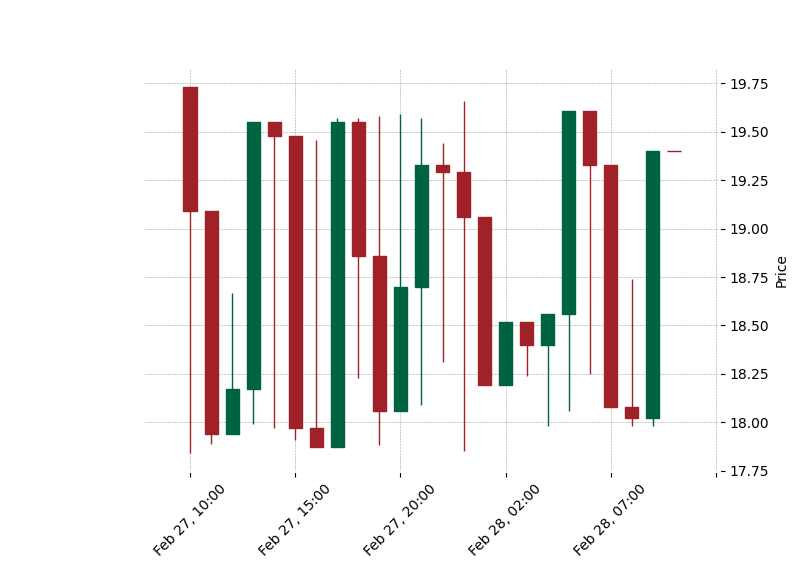 19.75
19.50
19.25
19.00
18.75
18.50
18.25
18.00
17.75
Price
Feb 27, 10:00
Feb 27, 15:00
Feb 27, 20:00
Feb 28, 02:00
Feb 28, 07:00